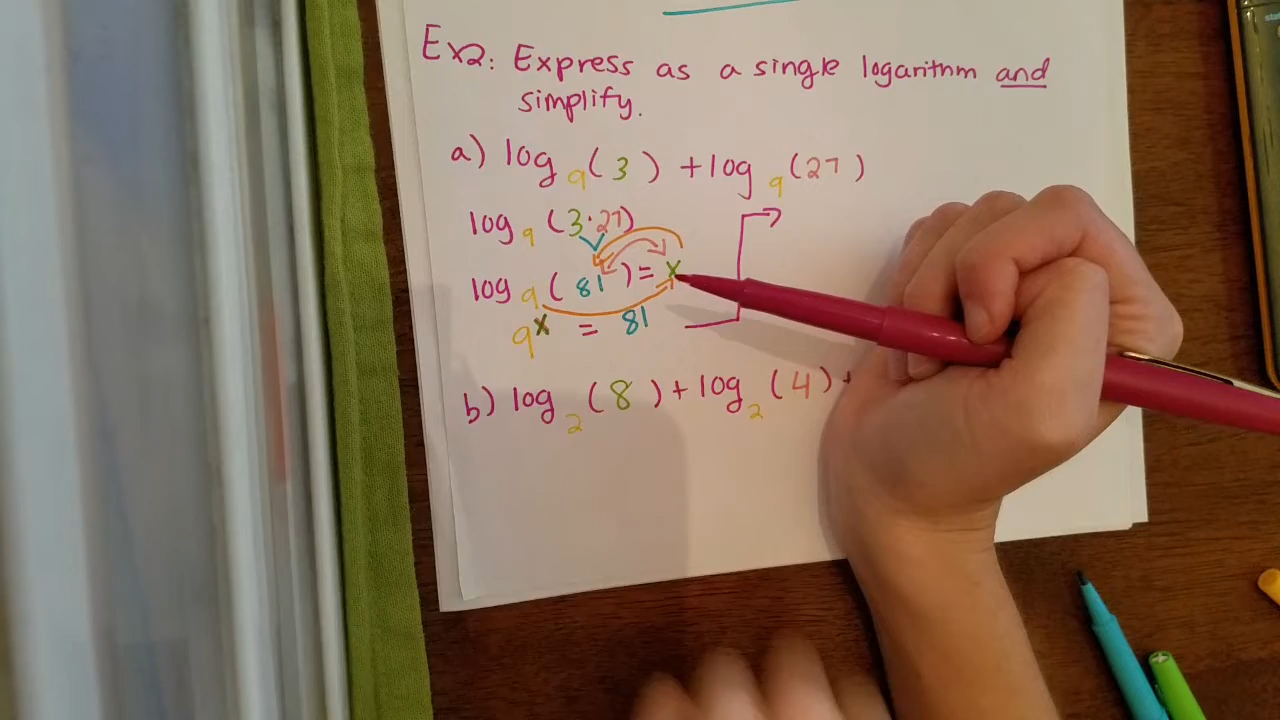 Ex2: Express as a single logarithm and
simplify.
a) log₉(3) + log₉(27)
log₉(3·27)
log₉(81) = x
9ˣ = 81
b) log₂(8) + log₂(4) +